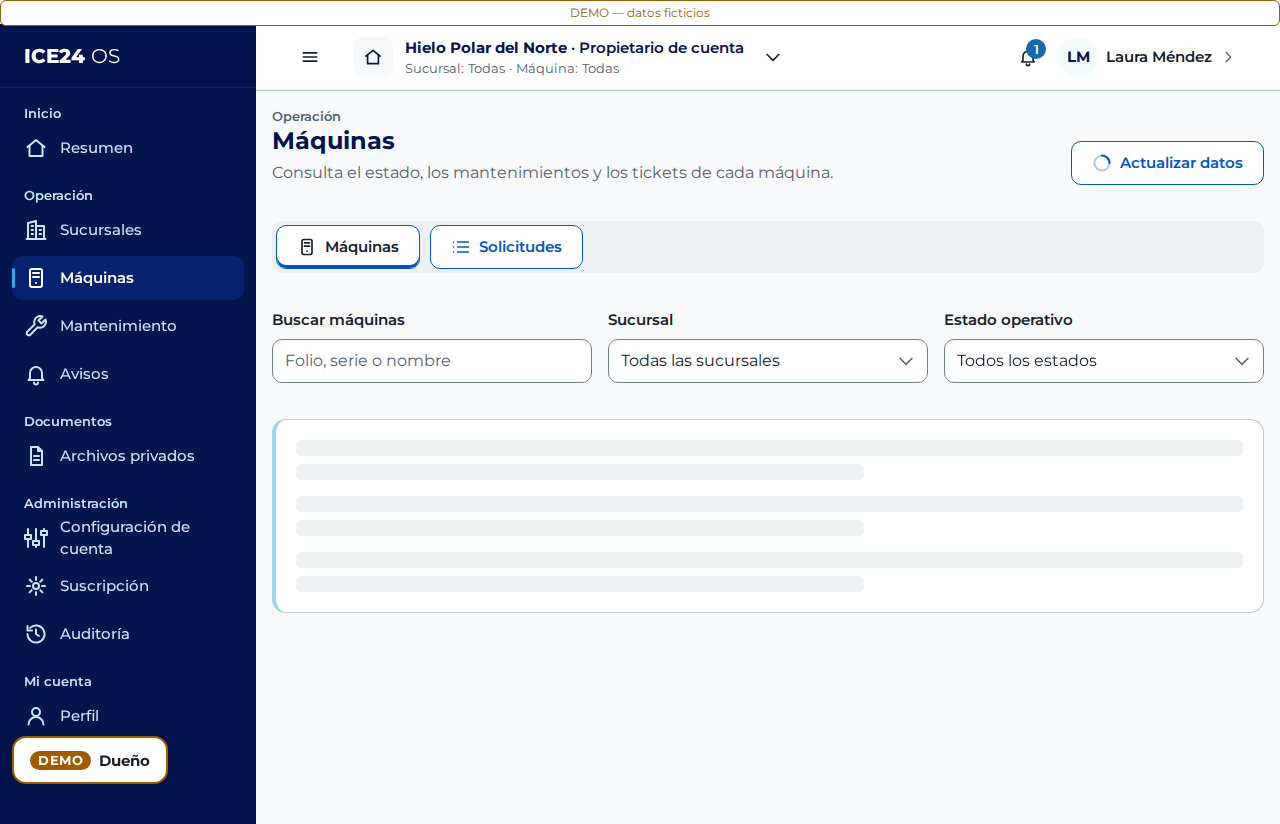 DEMO — datos ficticios
ICE24 OS
Hielo Polar del Norte · Propietario de cuenta
Sucursal: Todas · Máquina: Todas
1
LM
Laura Méndez
Inicio
Resumen
Operación
Sucursales
Máquinas
Mantenimiento
Avisos
Documentos
Archivos privados
Administración
Configuración de
cuenta
Suscripción
Auditoría
Mi cuenta
Perfil
DEMO Dueño
Operación
Máquinas
Consulta el estado, los mantenimientos y los tickets de cada máquina.
Actualizar datos
Máquinas
Solicitudes
Buscar máquinas
Folio, serie o nombre
Sucursal
Todas las sucursales
Estado operativo
Todos los estados